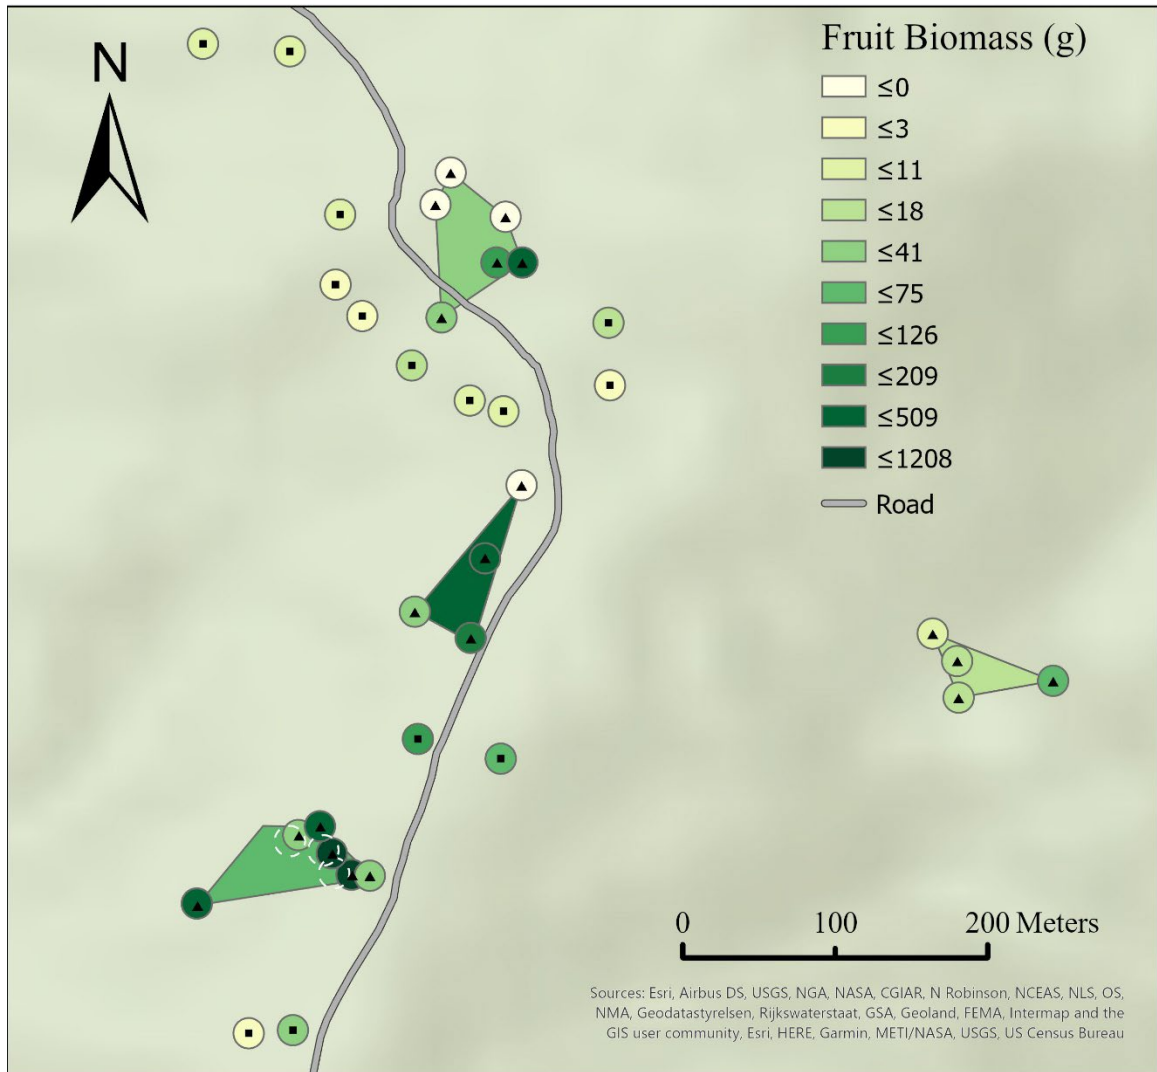 N
Fruit Biomass (g)
≤0
≤3
≤11
≤18
≤41
≤75
≤126
≤209
≤509
≤1208
Road
0 100 200 Meters
Sources: Esri, Airbus DS, USGS, NGA, NASA, CGIAR, N Robinson, NCEAS, NLS, OS,
NMA, Geodatastyrelsen, Rijkswaterstaat, GSA, Geoland, FEMA, Intermap and the
GIS user community, Esri, HERE, Garmin, METI/NASA, USGS, US Census Bureau